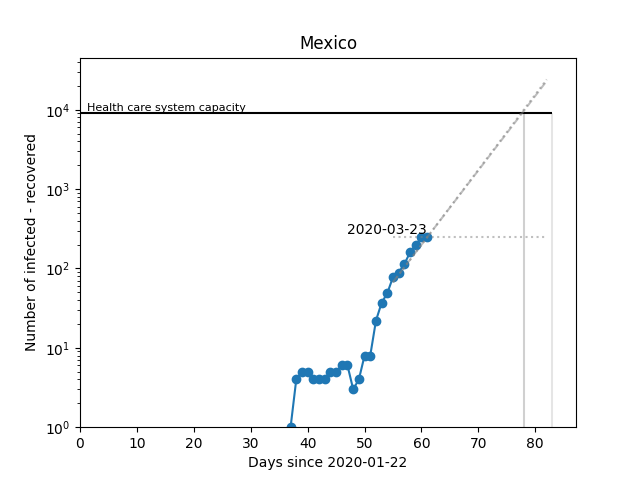 Mexico
Number of infected - recovered
10^4
10^3
10^2
10^1
10^0
Health care system capacity
2020-03-23
0 10 20 30 40 50 60 70 80
Days since 2020-01-22